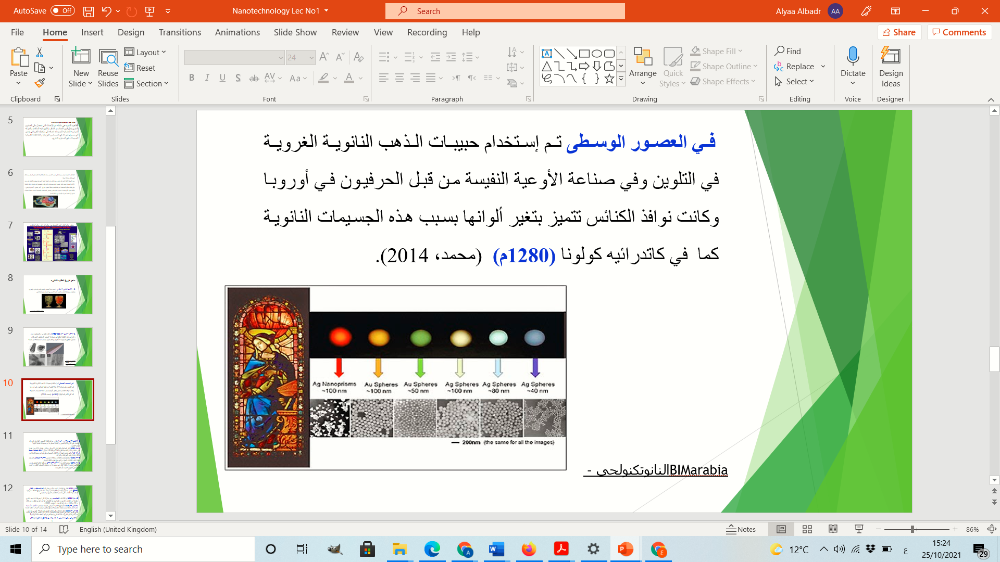 AutoSave Off
Nanotechnology Lec No1
Search
Alyaa Albadr
AA
File
Home
Insert
Design
Transitions
Animations
Slide Show
Review
View
Recording
Help
Share
Comments
Paste
Clipboard
New Slide
Reuse Slides
Layout
Reset
Section
Slides
24
Font
Paragraph
Arrange
Quick Styles
Shape Fill
Shape Outline
Shape Effects
Drawing
Find
Replace
Select
Editing
Dictate
Voice
Design Ideas
Designer
5
6
7
8
9
10
11
12
في العصور الوسطى تم إستخدام حبيبات الذهب النانوية الغروية
في التلوين وفي صناعة الأوعية النفيسة من قبل الحرفيون في أوروبا
وكانت نوافذ الكنائس تتميز بتغير ألوانها بسبب هذه الجسيمات النانوية
كما في كاتدرائيه كولونا (1280م) (محمد، 2014).
Ag Nanoprisms ~100 nm
Au Spheres ~100 nm
Au Spheres ~50 nm
Ag Spheres ~100 nm
Ag Spheres ~80 nm
Ag Spheres ~40 nm
200nm (the same for all the images)
BIMarabiaالنانوتكنولجي -
Slide 10 of 14
English (United Kingdom)
Notes
86%
Type here to search
12°C
ع
15:24
25/10/2021
29